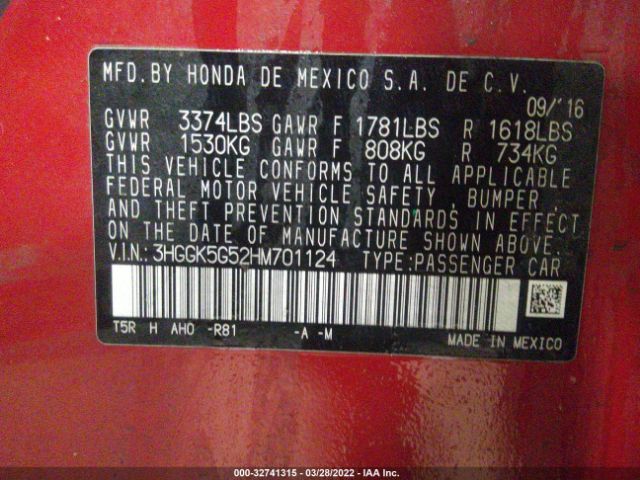 MFD. BY HONDA DE MEXICO S.A. DE C.V.
09/'16
GVWR 3374LBS GAWR F 1781LBS R 1618LBS
GVWR 1530KG GAWR F 808KG R 734KG
THIS VEHICLE CONFORMS TO ALL APPLICABLE
FEDERAL MOTOR VEHICLE SAFETY, BUMPER,
AND THEFT PREVENTION STANDARDS IN EFFECT
ON THE DATE OF MANUFACTURE SHOWN ABOVE.
V.IN.: 3HGGK5G52HM701124 TYPE:PASSENGER CAR
T5R H AHO -R81 -A -M
MADE IN MEXICO
000-32741315 - 03/28/2022 - IAA Inc.